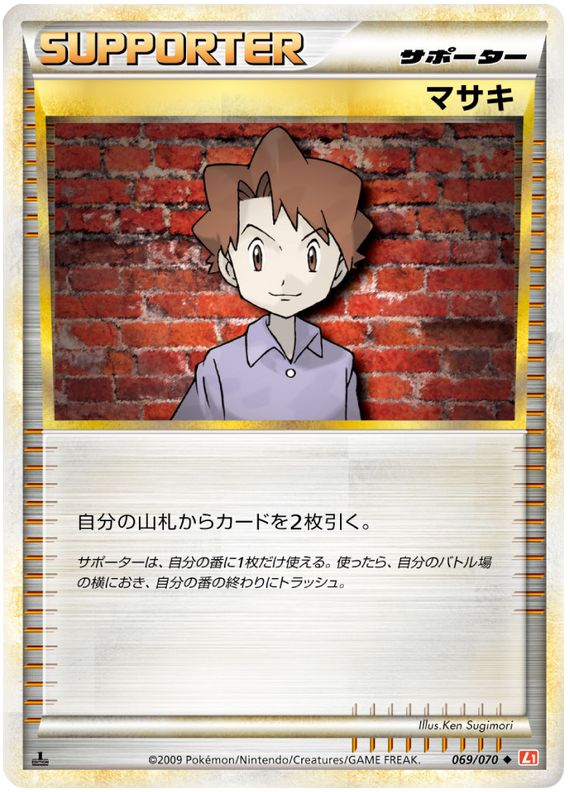 SUPPORTER
サポーター
マサキ
自分の山札からカードを2枚引く。
サポーターは、自分の番に1枚だけ使える。使ったら、自分のバトル場
の横におき、自分の番の終わりにトラッシュ。
Illus.Ken Sugimori
1
EDITION
©2009 Pokémon/Nintendo/Creatures/GAME FREAK.
069/070 ◆ L1